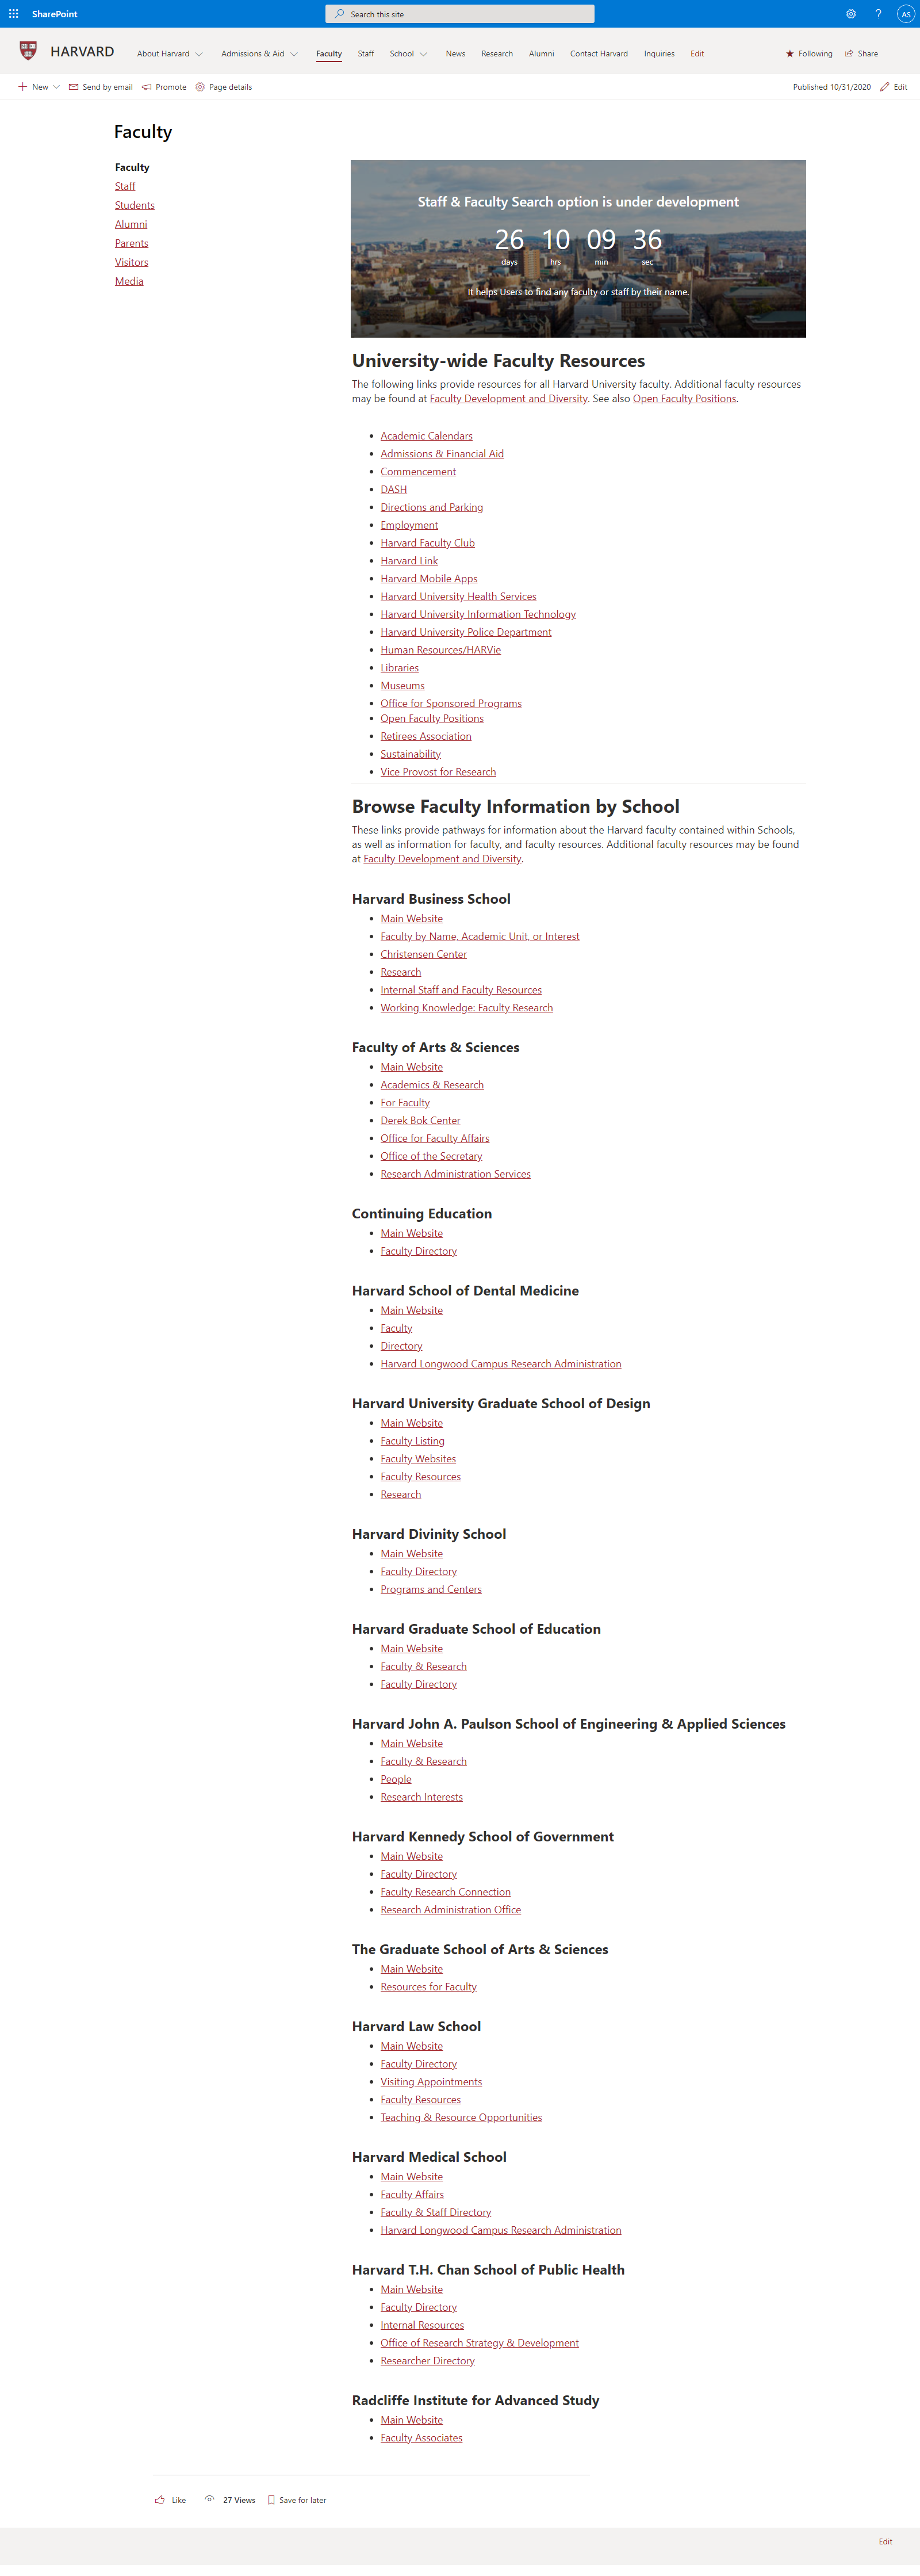 SharePoint
Search this site
?
AS
HARVARD
About Harvard
Admissions & Aid
Faculty
Staff
School
News
Research
Alumni
Contact Harvard
Inquiries
Edit
Following
Share
New
Send by email
Promote
Page details
Published 10/31/2020
Edit
Faculty
Faculty
Staff
Students
Alumni
Parents
Visitors
Media
Staff & Faculty Search option is under development
26 10 09 36
days hrs min sec
It helps Users to find any faculty or staff by their name.
University-wide Faculty Resources
The following links provide resources for all Harvard University faculty. Additional faculty resources
may be found at Faculty Development and Diversity. See also Open Faculty Positions.
Academic Calendars
Admissions & Financial Aid
Commencement
DASH
Directions and Parking
Employment
Harvard Faculty Club
Harvard Link
Harvard Mobile Apps
Harvard University Health Services
Harvard University Information Technology
Harvard University Police Department
Human Resources/HARVie
Libraries
Museums
Office for Sponsored Programs
Open Faculty Positions
Retirees Association
Sustainability
Vice Provost for Research
Browse Faculty Information by School
These links provide pathways for information about the Harvard faculty contained within Schools,
as well as information for faculty, and faculty resources. Additional faculty resources may be found
at Faculty Development and Diversity.
Harvard Business School
Main Website
Faculty by Name, Academic Unit, or Interest
Christensen Center
Research
Internal Staff and Faculty Resources
Working Knowledge: Faculty Research
Faculty of Arts & Sciences
Main Website
Academics & Research
For Faculty
Derek Bok Center
Office for Faculty Affairs
Office of the Secretary
Research Administration Services
Continuing Education
Main Website
Faculty Directory
Harvard School of Dental Medicine
Main Website
Faculty
Directory
Harvard Longwood Campus Research Administration
Harvard University Graduate School of Design
Main Website
Faculty Listing
Faculty Websites
Faculty Resources
Research
Harvard Divinity School
Main Website
Faculty Directory
Programs and Centers
Harvard Graduate School of Education
Main Website
Faculty & Research
Faculty Directory
Harvard John A. Paulson School of Engineering & Applied Sciences
Main Website
Faculty & Research
People
Research Interests
Harvard Kennedy School of Government
Main Website
Faculty Directory
Faculty Research Connection
Research Administration Office
The Graduate School of Arts & Sciences
Main Website
Resources for Faculty
Harvard Law School
Main Website
Faculty Directory
Visiting Appointments
Faculty Resources
Teaching & Resource Opportunities
Harvard Medical School
Main Website
Faculty Affairs
Faculty & Staff Directory
Harvard Longwood Campus Research Administration
Harvard T.H. Chan School of Public Health
Main Website
Faculty Directory
Internal Resources
Office of Research Strategy & Development
Researcher Directory
Radcliffe Institute for Advanced Study
Main Website
Faculty Associates
Like
27 Views
Save for later
Edit